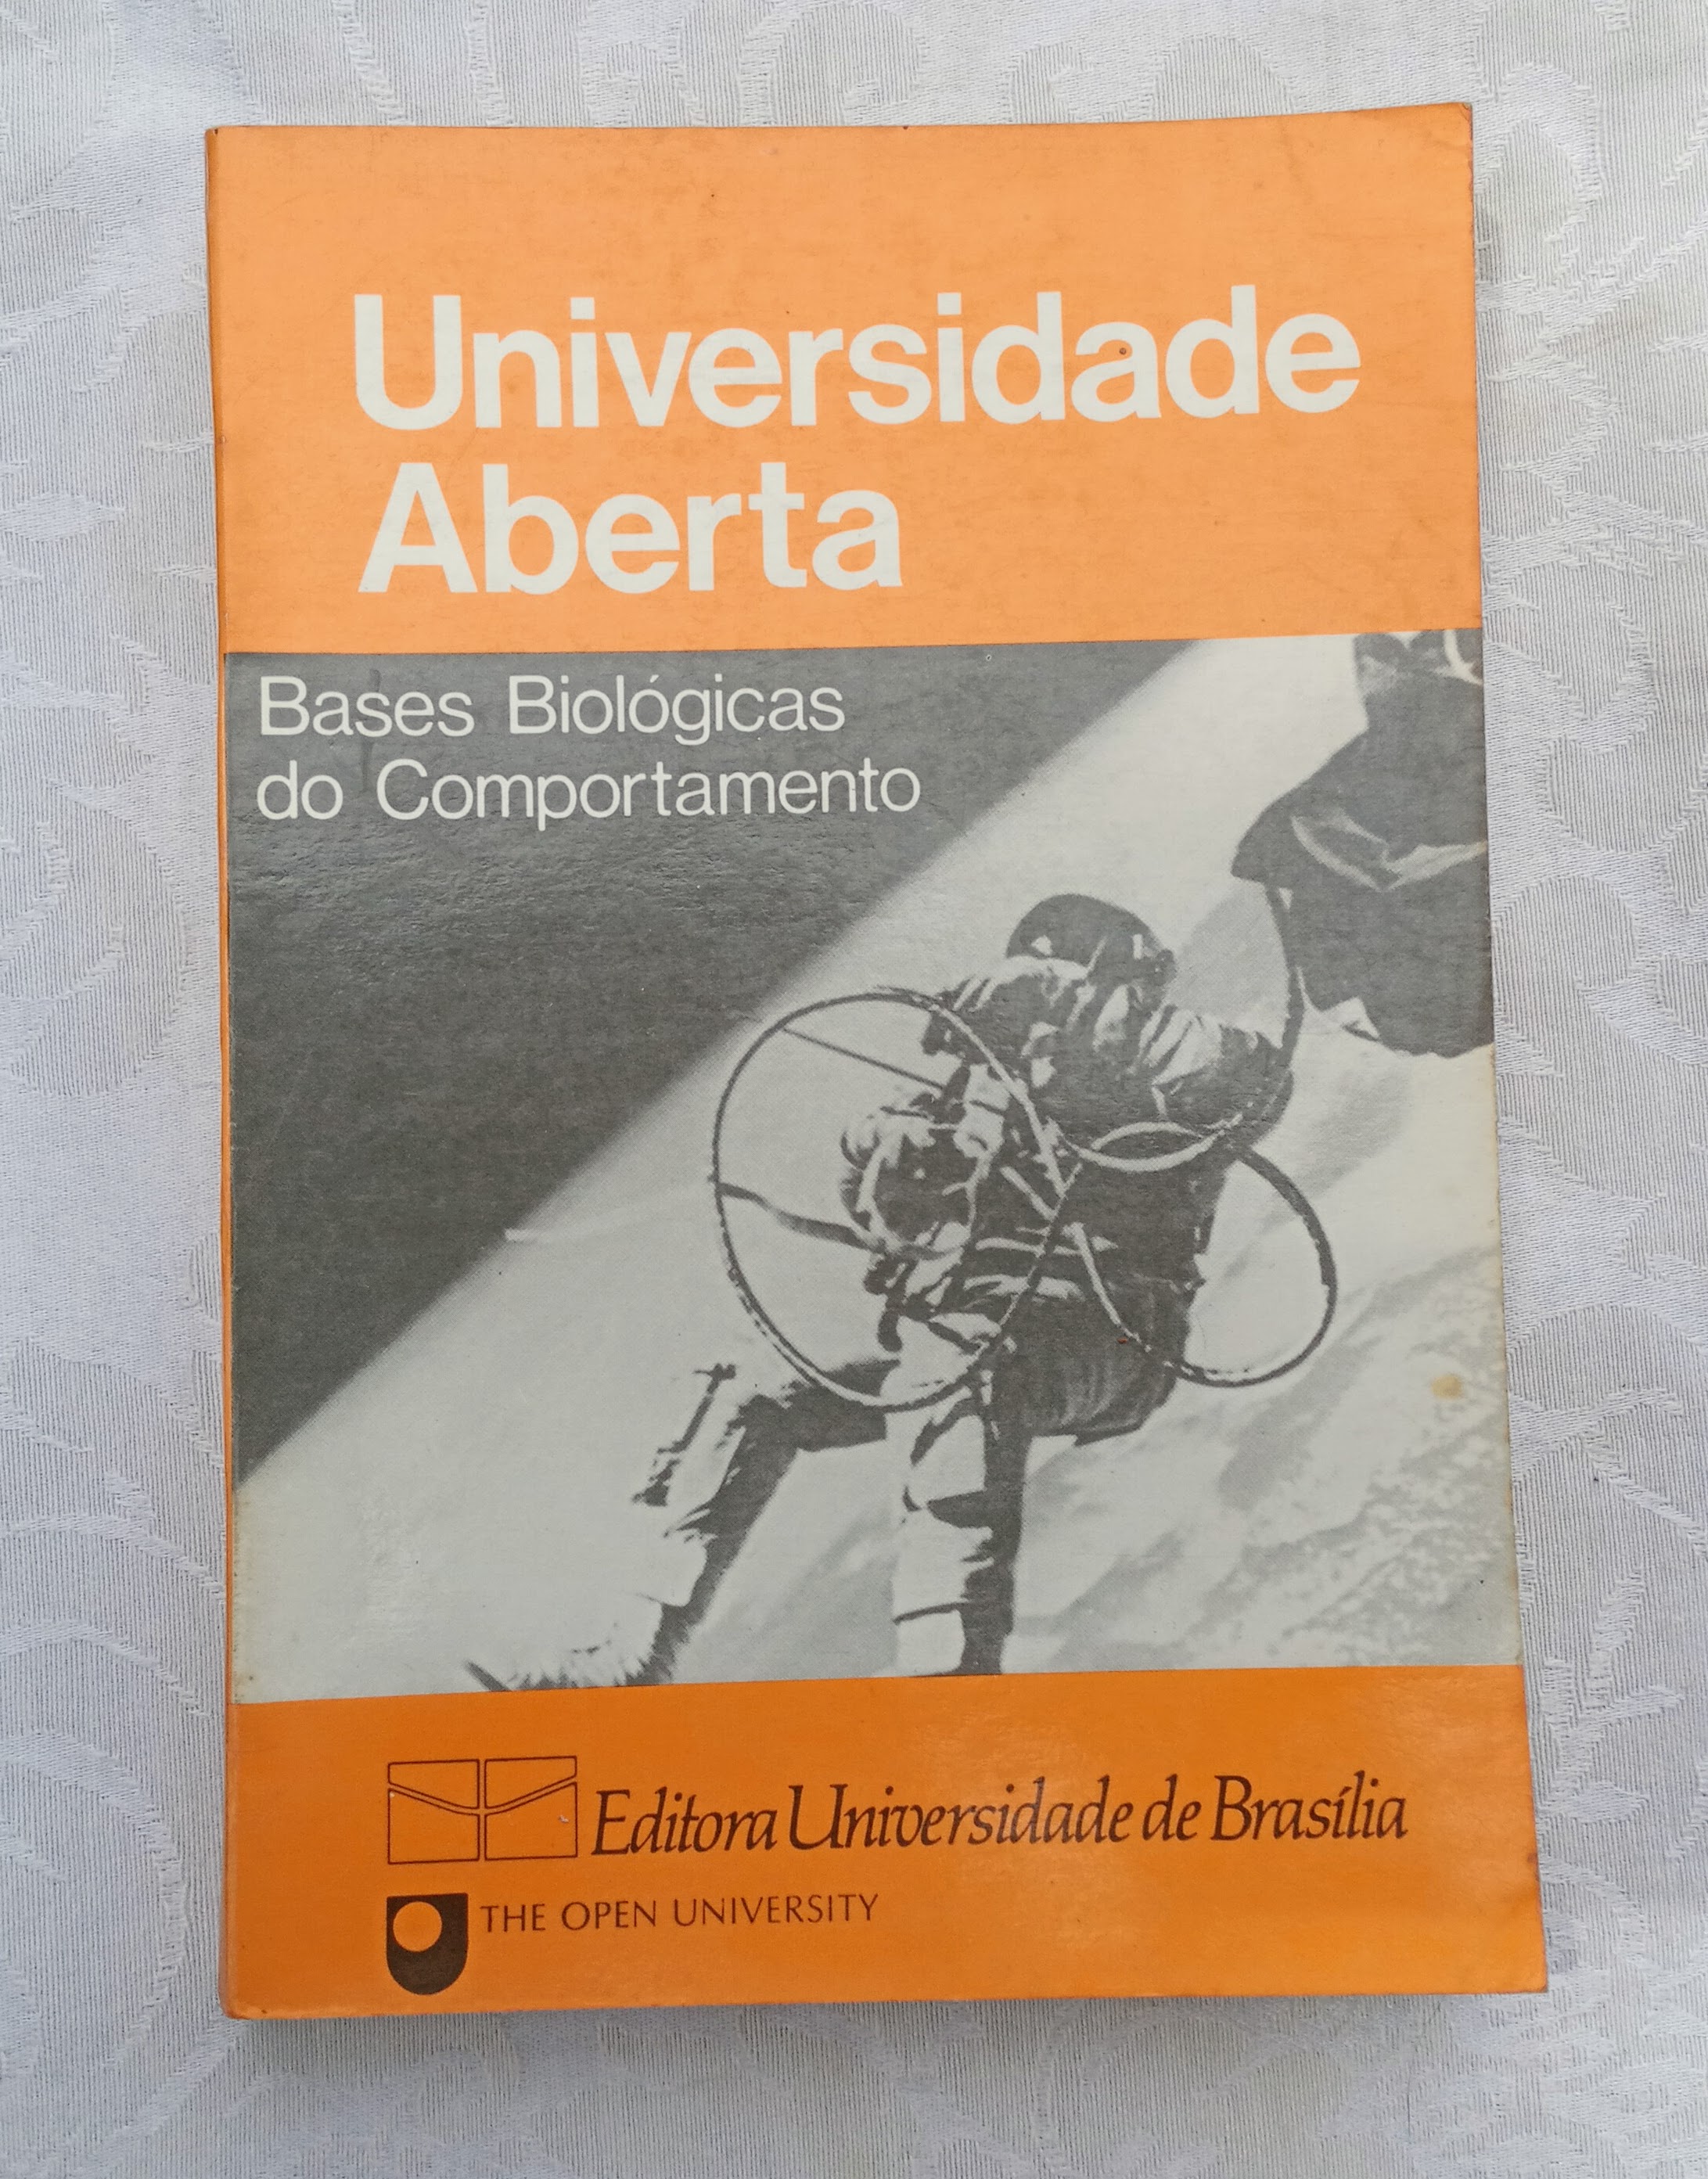 Universidade
Aberta
Bases Biológicas
do Comportamento
Editora Universidade de Brasília
THE OPEN UNIVERSITY